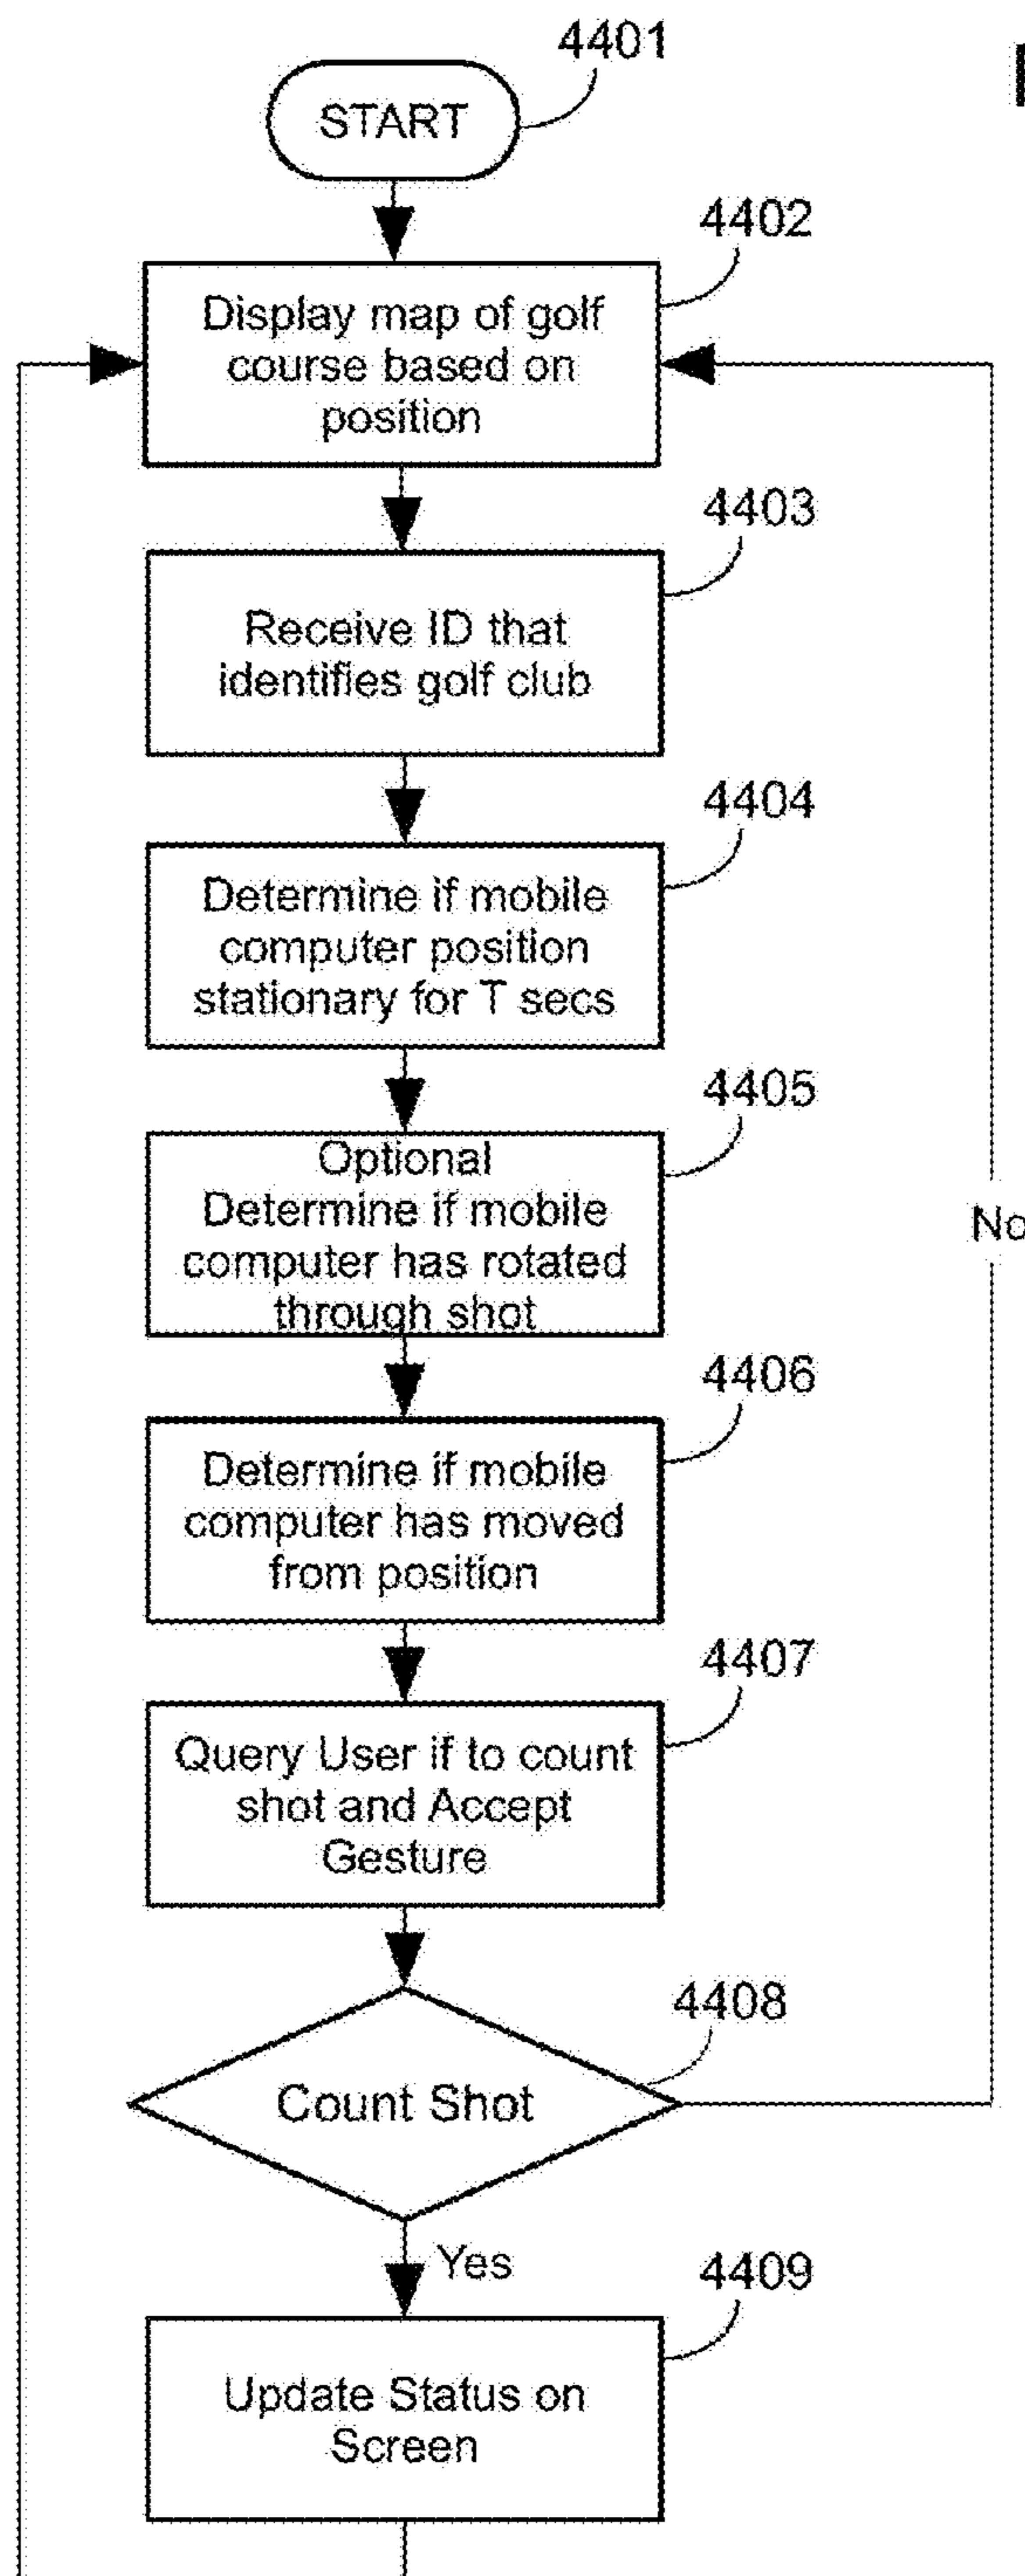 4401
START
4402
Display map of golf
course based on
position
4403
Receive ID that
identifies golf club
4404
Determine if mobile
computer position
stationary for T secs
4405
Optional
Determine if mobile
computer has rotated
through shot
No
4406
Determine if mobile
computer has moved
from position
4407
Query User if to count
shot and Accept
Gesture
4408
Count Shot
Yes
4409
Update Status on
Screen